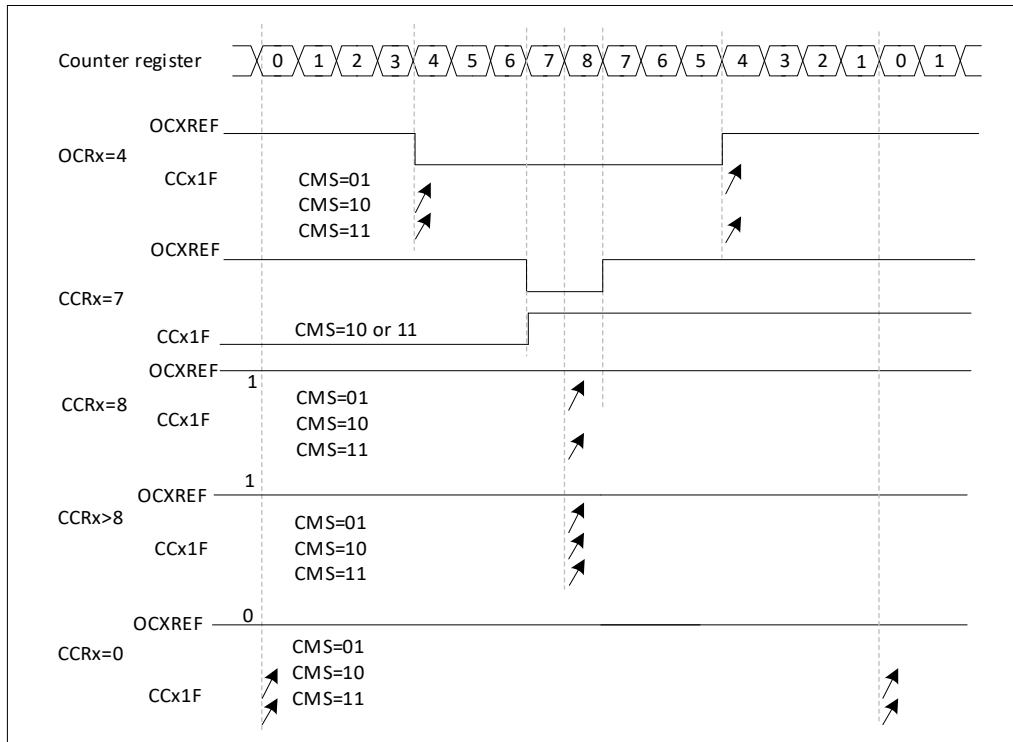 Counter register 0 1 2 3 4 5 6 7 8 7 6 5 4 3 2 1 0 1
OCXREF
OCRx=4
CCx1F
CMS=01
CMS=10
CMS=11
OCXREF
CCRx=7
CCx1F
CMS=10 or 11
OCXREF
1
CCRx=8
CCx1F
CMS=01
CMS=10
CMS=11
OCXREF
1
CCRx>8
CCx1F
CMS=01
CMS=10
CMS=11
OCXREF
0
CCRx=0
CCx1F
CMS=01
CMS=10
CMS=11